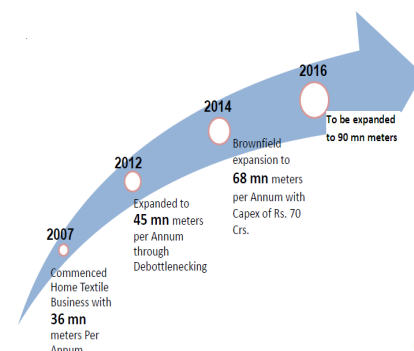 2007
Commenced
Home Textile
Business with
36 mn
meters Per
Annum
2012
Expanded to
45 mn meters
per Annum
through
Debottlenecking
2014
Brownfield
expansion to
68 mn meters
per Annum with
Capex of Rs. 70
Crs.
2016
To be expanded
to 90 mn meters